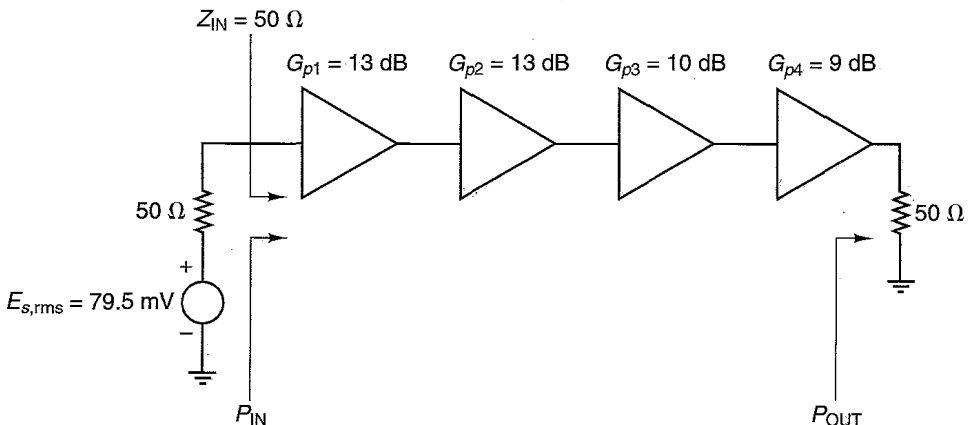 Z_IN = 50 Ω
G_p1 = 13 dB
G_p2 = 13 dB
G_p3 = 10 dB
G_p4 = 9 dB
50 Ω
50 Ω
+
E_s,rms = 79.5 mV
−
P_IN
P_OUT